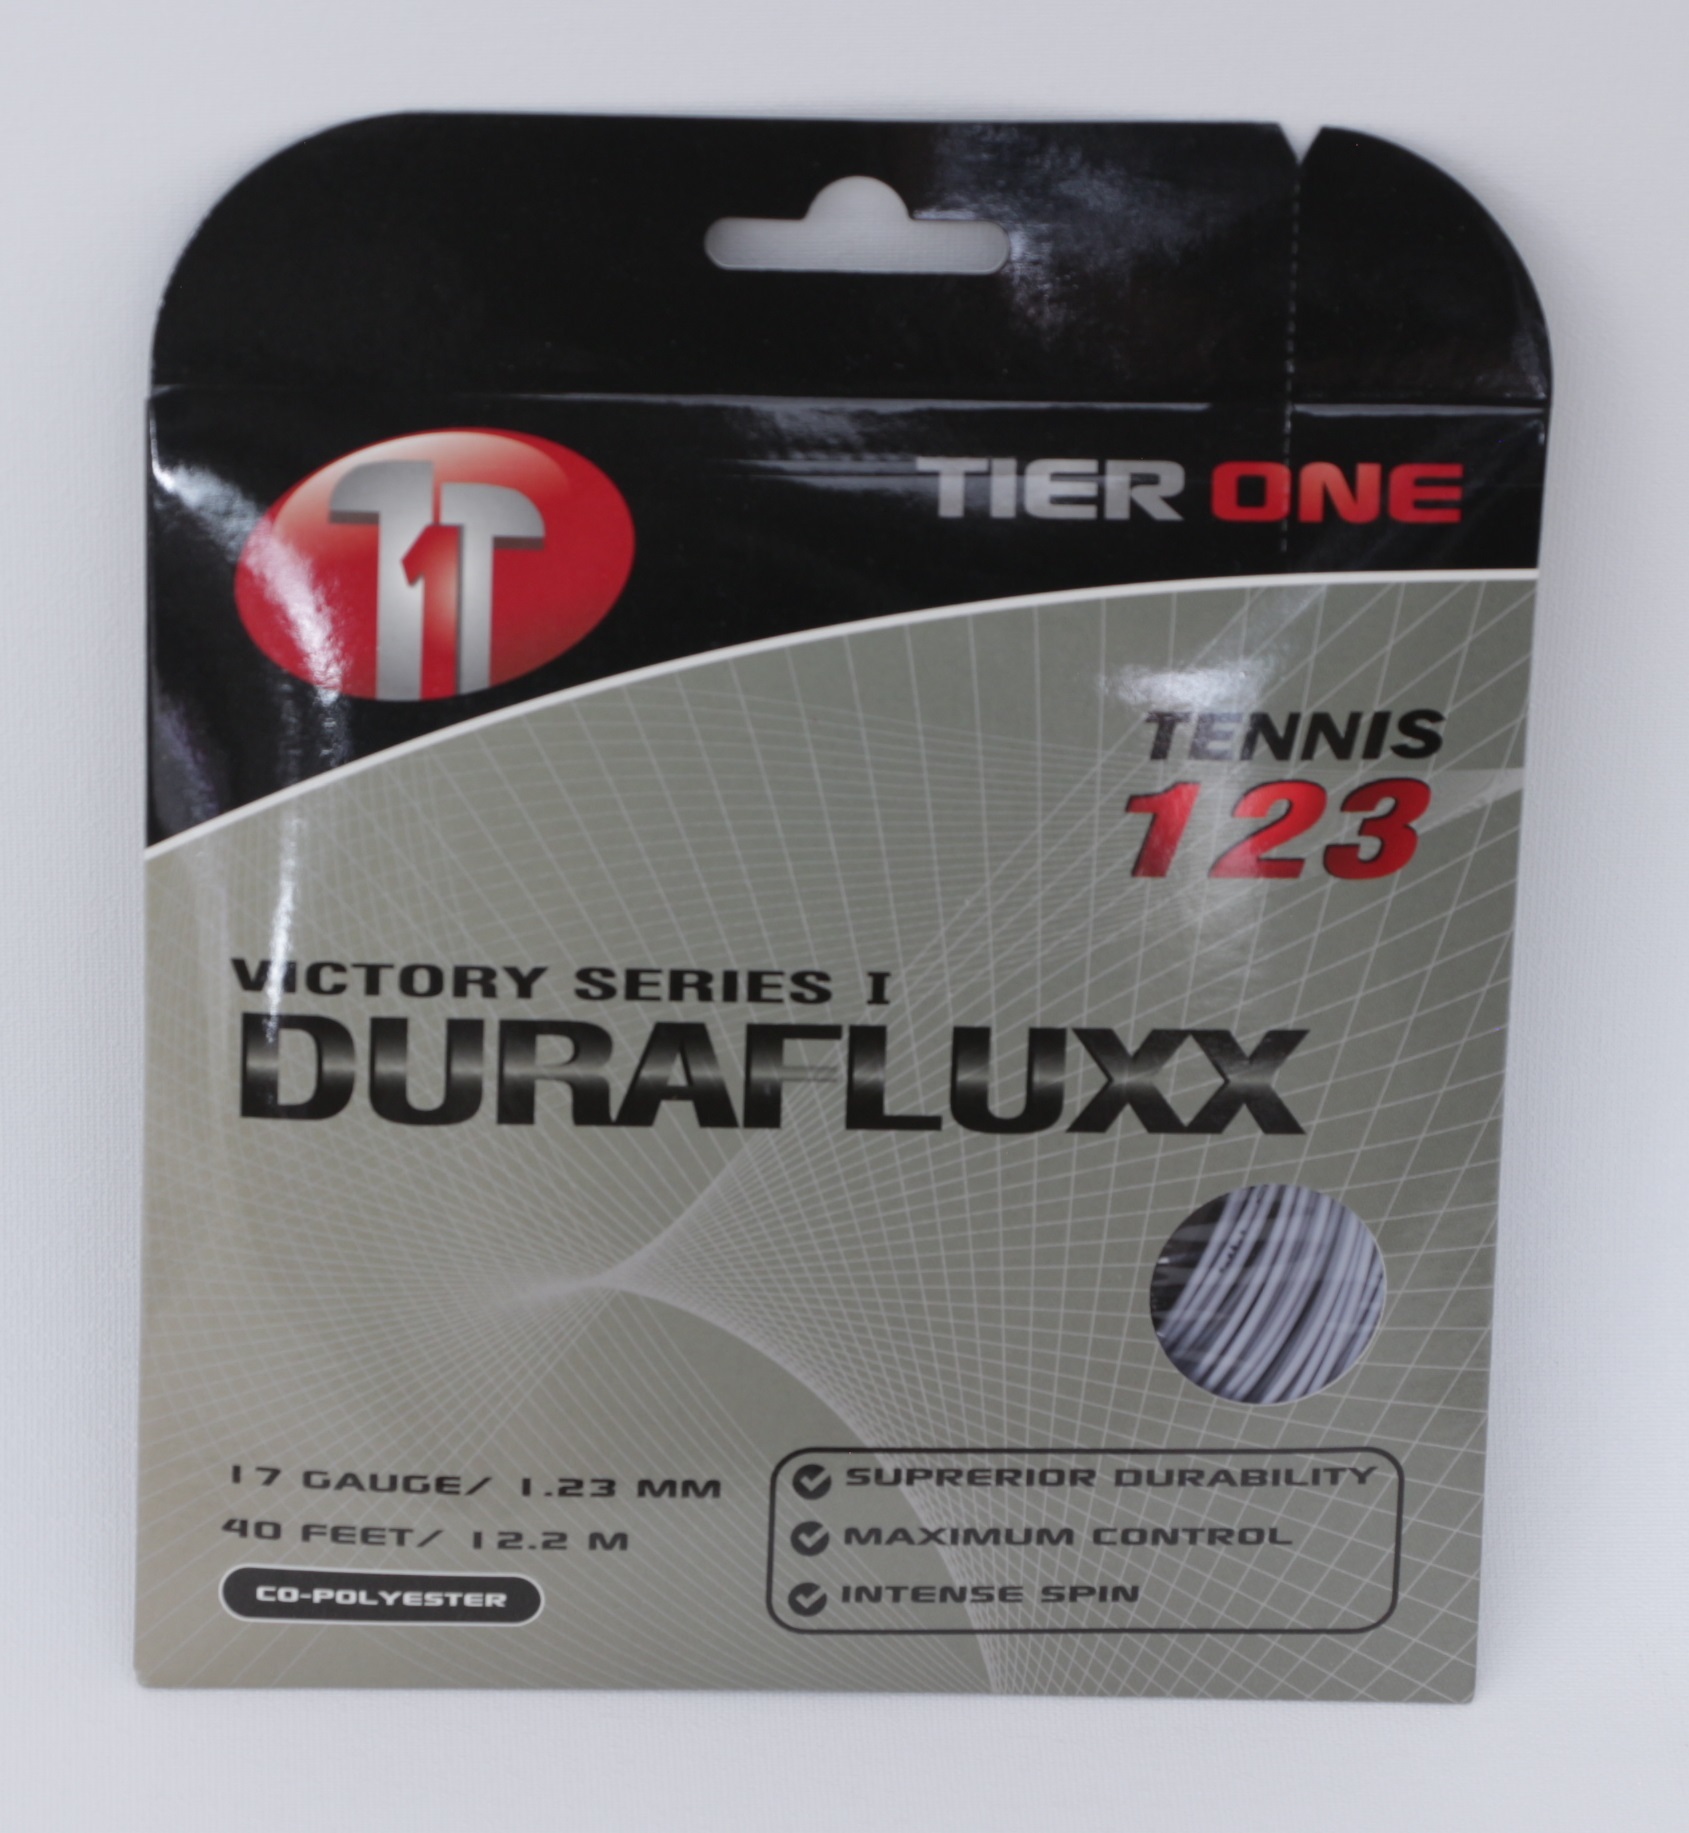 T1T
TIER ONE
TENNIS
123
VICTORY SERIES I
DURAFLUXX
17 GAUGE/ 1.23 MM
40 FEET/ 12.2 M
CO-POLYESTER
SUPRERIOR DURABILITY
MAXIMUM CONTROL
INTENSE SPIN